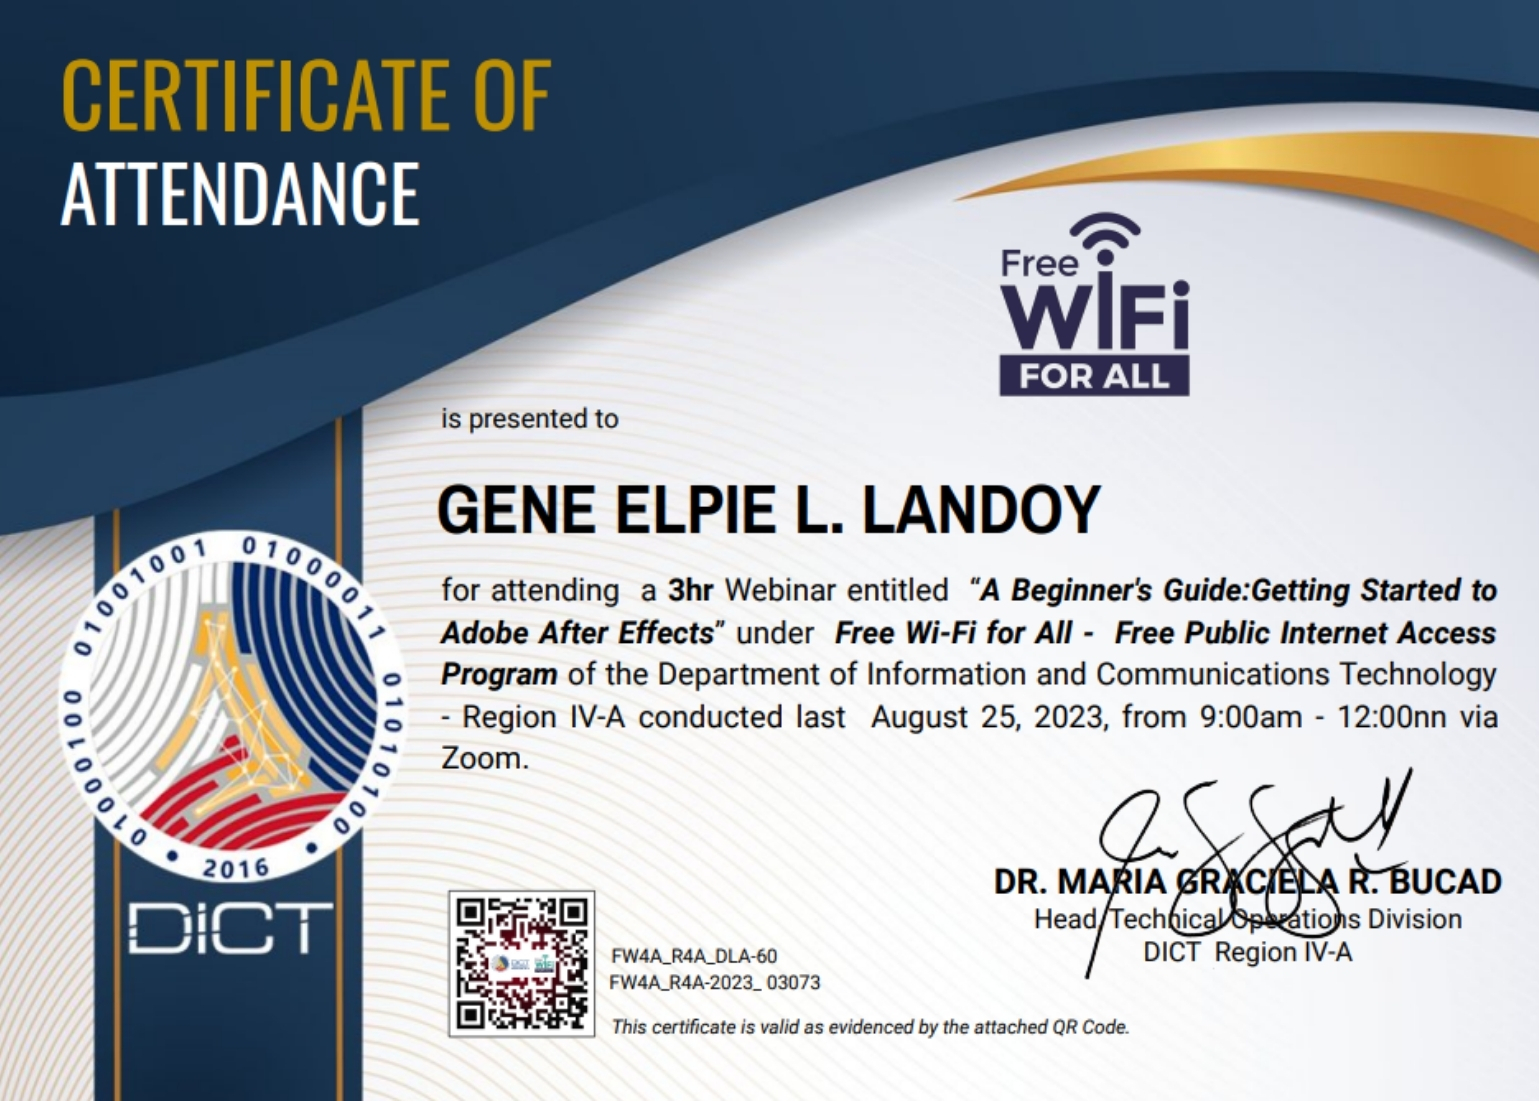 CERTIFICATE OF
ATTENDANCE
Free
WiFi
FOR ALL
is presented to
GENE ELPIE L. LANDOY
for attending a 3hr Webinar entitled “A Beginner's Guide:Getting Started to
Adobe After Effects” under Free Wi-Fi for All - Free Public Internet Access
Program of the Department of Information and Communications Technology
- Region IV-A conducted last August 25, 2023, from 9:00am - 12:00nn via
Zoom.
01000100 01001001 01000011 01010100
2016
DICT
DR. MARIA GRACIELA R. BUCAD
Head, Technical Operations Division
DICT Region IV-A
FW4A_R4A_DLA-60
FW4A_R4A-2023_ 03073
This certificate is valid as evidenced by the attached QR Code.